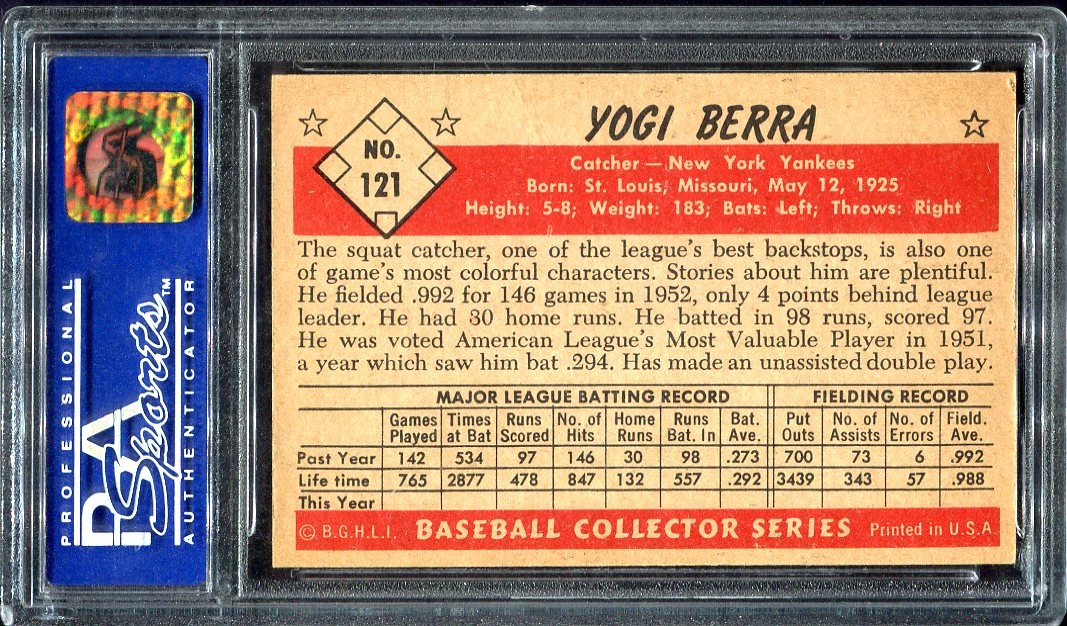 PROFESSIONAL
PSA Sports™
AUTHENTICATOR
NO.
121
YOGI BERRA
Catcher — New York Yankees
Born: St. Louis, Missouri, May 12, 1925
Height: 5-8; Weight: 183; Bats: Left; Throws: Right
The squat catcher, one of the league's best backstops, is also one
of game's most colorful characters. Stories about him are plentiful.
He fielded .992 for 146 games in 1952, only 4 points behind league
leader. He had 30 home runs. He batted in 98 runs, scored 97.
He was voted American League's Most Valuable Player in 1951,
a year which saw him bat .294. Has made an unassisted double play.
MAJOR LEAGUE BATTING RECORD FIELDING RECORD
Games Times Runs No. of Home Runs Bat. Put No. of No. of Field.
Played at Bat Scored Hits Runs Bat. In Ave. Outs Assists Errors Ave.
Past Year 142 534 97 146 30 98 .273 700 73 6 .992
Life time 765 2877 478 847 132 557 .292 3439 343 57 .988
This Year
© B.G.H.L.I. BASEBALL COLLECTOR SERIES Printed in U.S.A.